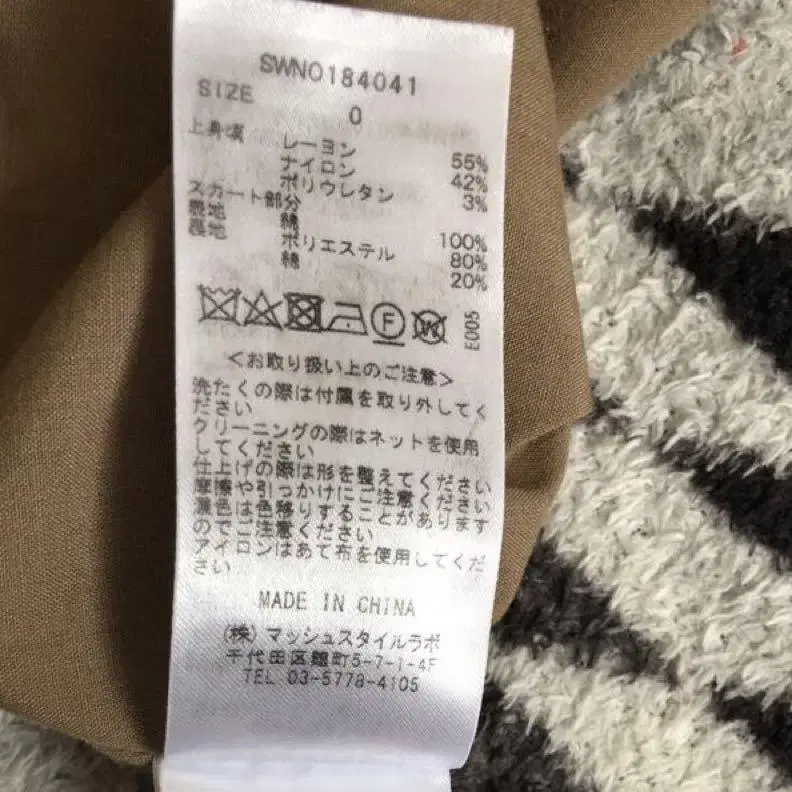 SWNO184041
SIZE
0
上身頃 レーヨン 55%
ナイロン 42%
ポリウレタン 3%
スカート部分
表地 綿 100%
裏地 ポリエステル 80%
綿 20%
F
W
E005
<お取り扱い上のご注意>
洗たくの際は付属を取り外してく
ださい
クリーニングの際はネットを使用
してください
仕上げの際は形を整えてください
摩擦や引っかけにご注意ください
濃色は色移りすることがあります
のでご注意ください
アイロンはあて布を使用してくだ
さい
MADE IN CHINA
(株)マッシュスタイルラボ
千代田区麹町5-7-1-4F
TEL 03-5778-4105